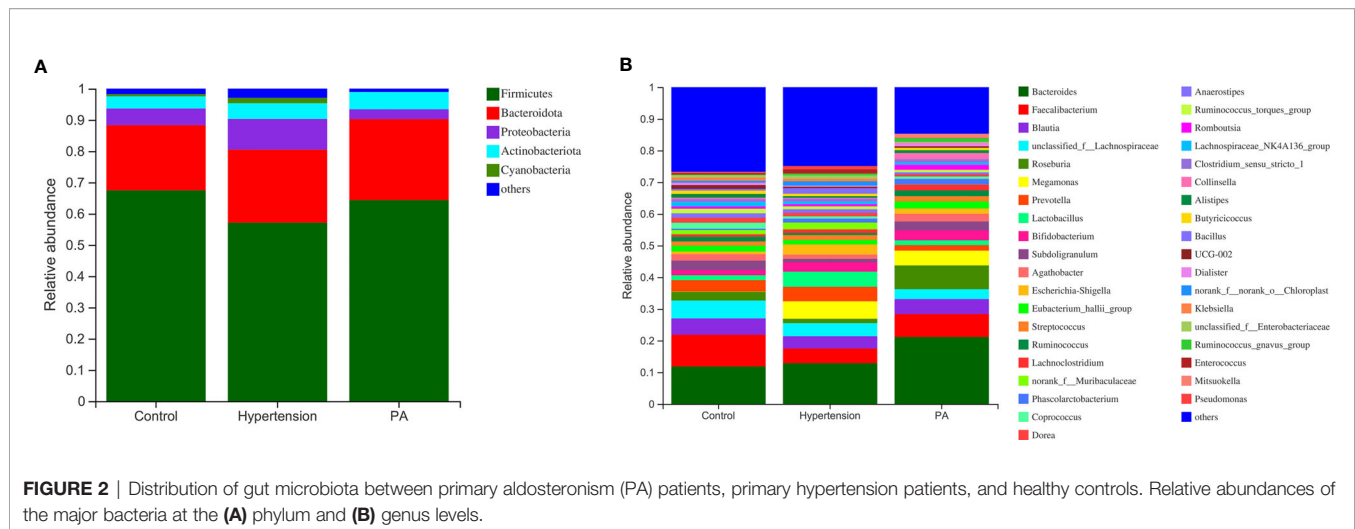 A
Relative abundance
1
0.9
0.8
0.7
0.6
0.5
0.4
0.3
0.2
0.1
0
Control Hypertension PA
Firmicutes
Bacteroidota
Proteobacteria
Actinobacteriota
Cyanobacteria
others
B
Relative abundance
1
0.9
0.8
0.7
0.6
0.5
0.4
0.3
0.2
0.1
0
Control Hypertension PA
Bacteroides
Faecalibacterium
Blautia
unclassified_f__Lachnospiraceae
Roseburia
Megamonas
Prevotella
Lactobacillus
Bifidobacterium
Subdoligranulum
Agathobacter
Escherichia-Shigella
Eubacterium_hallii_group
Streptococcus
Ruminococcus
Lachnoclostridium
norank_f__Muribaculaceae
Phascolarctobacterium
Coprococcus
Dorea
Anaerostipes
Ruminococcus_torques_group
Romboutsia
Lachnospiraceae_NK4A136_group
Clostridium_sensu_stricto_1
Collinsella
Alistipes
Butyricicoccus
Bacillus
UCG-002
Dialister
norank_f__norank_o__Chloroplast
Klebsiella
unclassified_f__Enterobacteriaceae
Ruminococcus_gnavus_group
Enterococcus
Mitsuokella
Pseudomonas
others
FIGURE 2 | Distribution of gut microbiota between primary aldosteronism (PA) patients, primary hypertension patients, and healthy controls. Relative abundances of
the major bacteria at the (A) phylum and (B) genus levels.